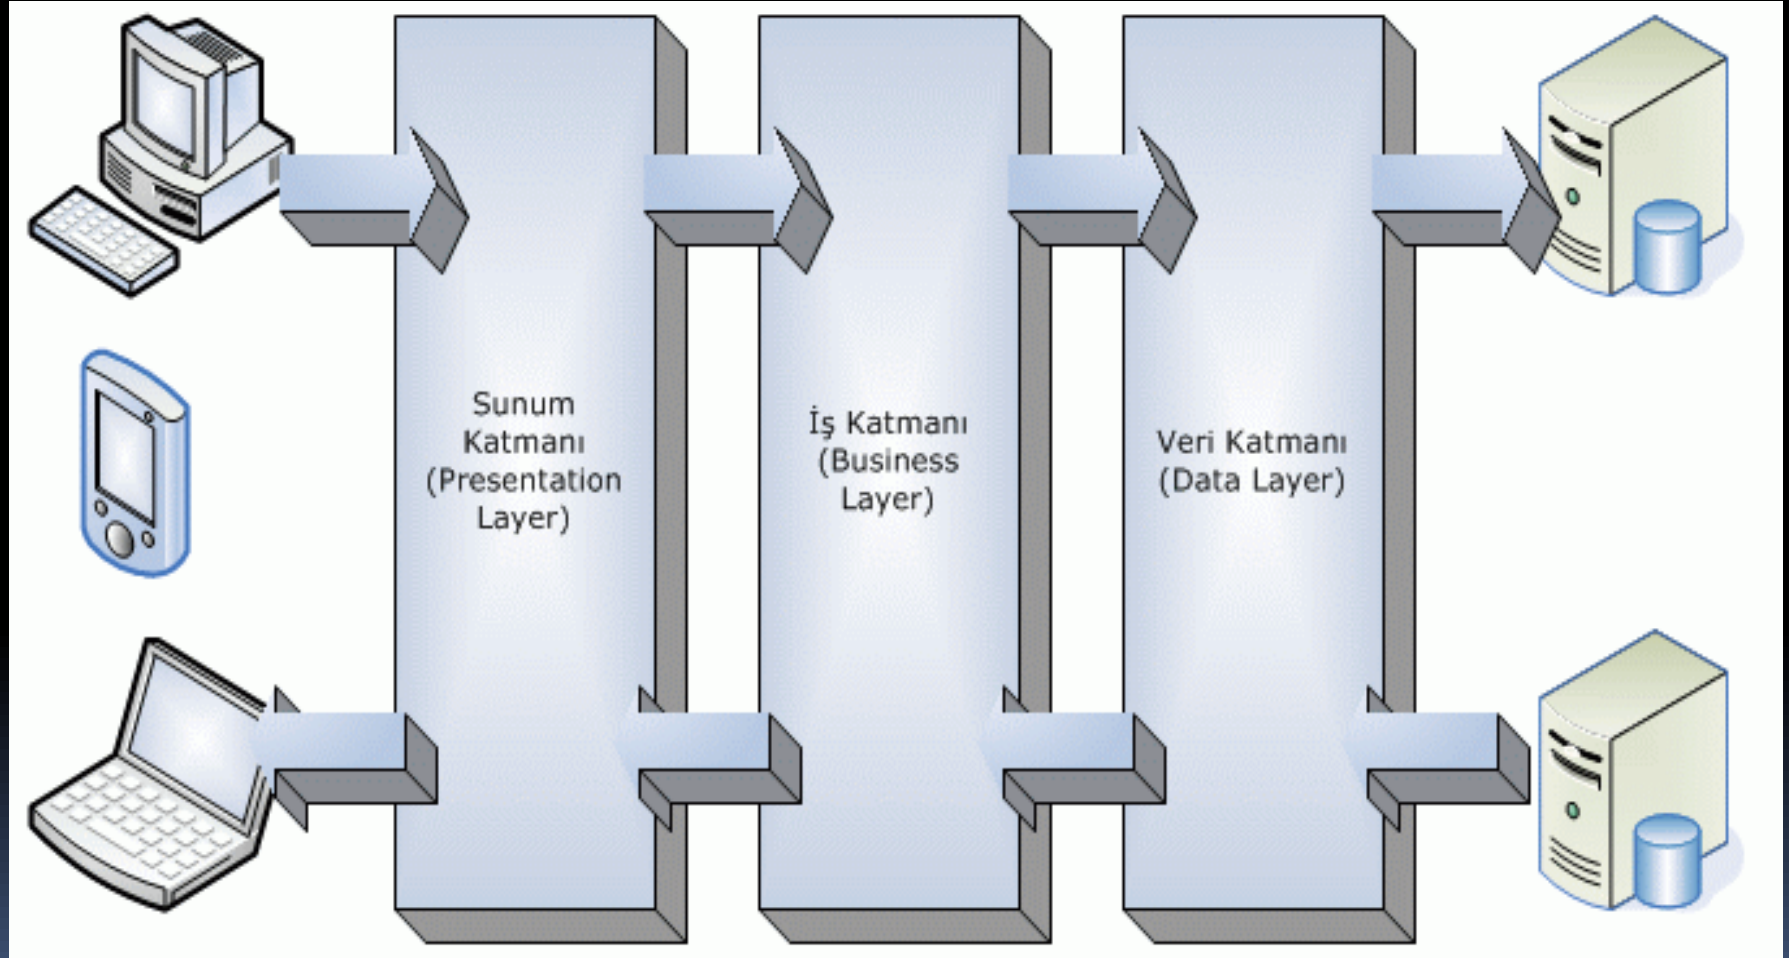 Sunum
Katmanı
(Presentation
Layer)
İş Katmanı
(Business
Layer)
Veri Katmanı
(Data Layer)